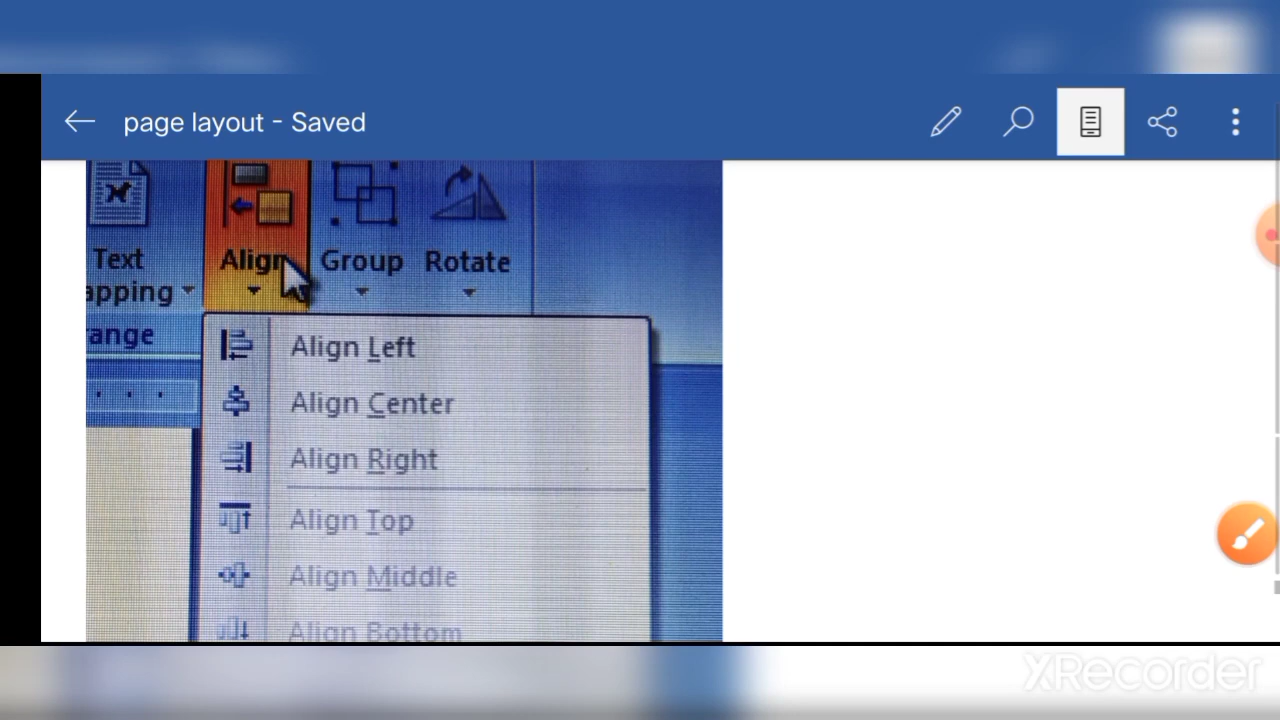 page layout - Saved
Text
apping
Align
Group
Rotate
ange
Align Left
Align Center
Align Right
Align Top
Align Middle
Align Bottom
XRecorder